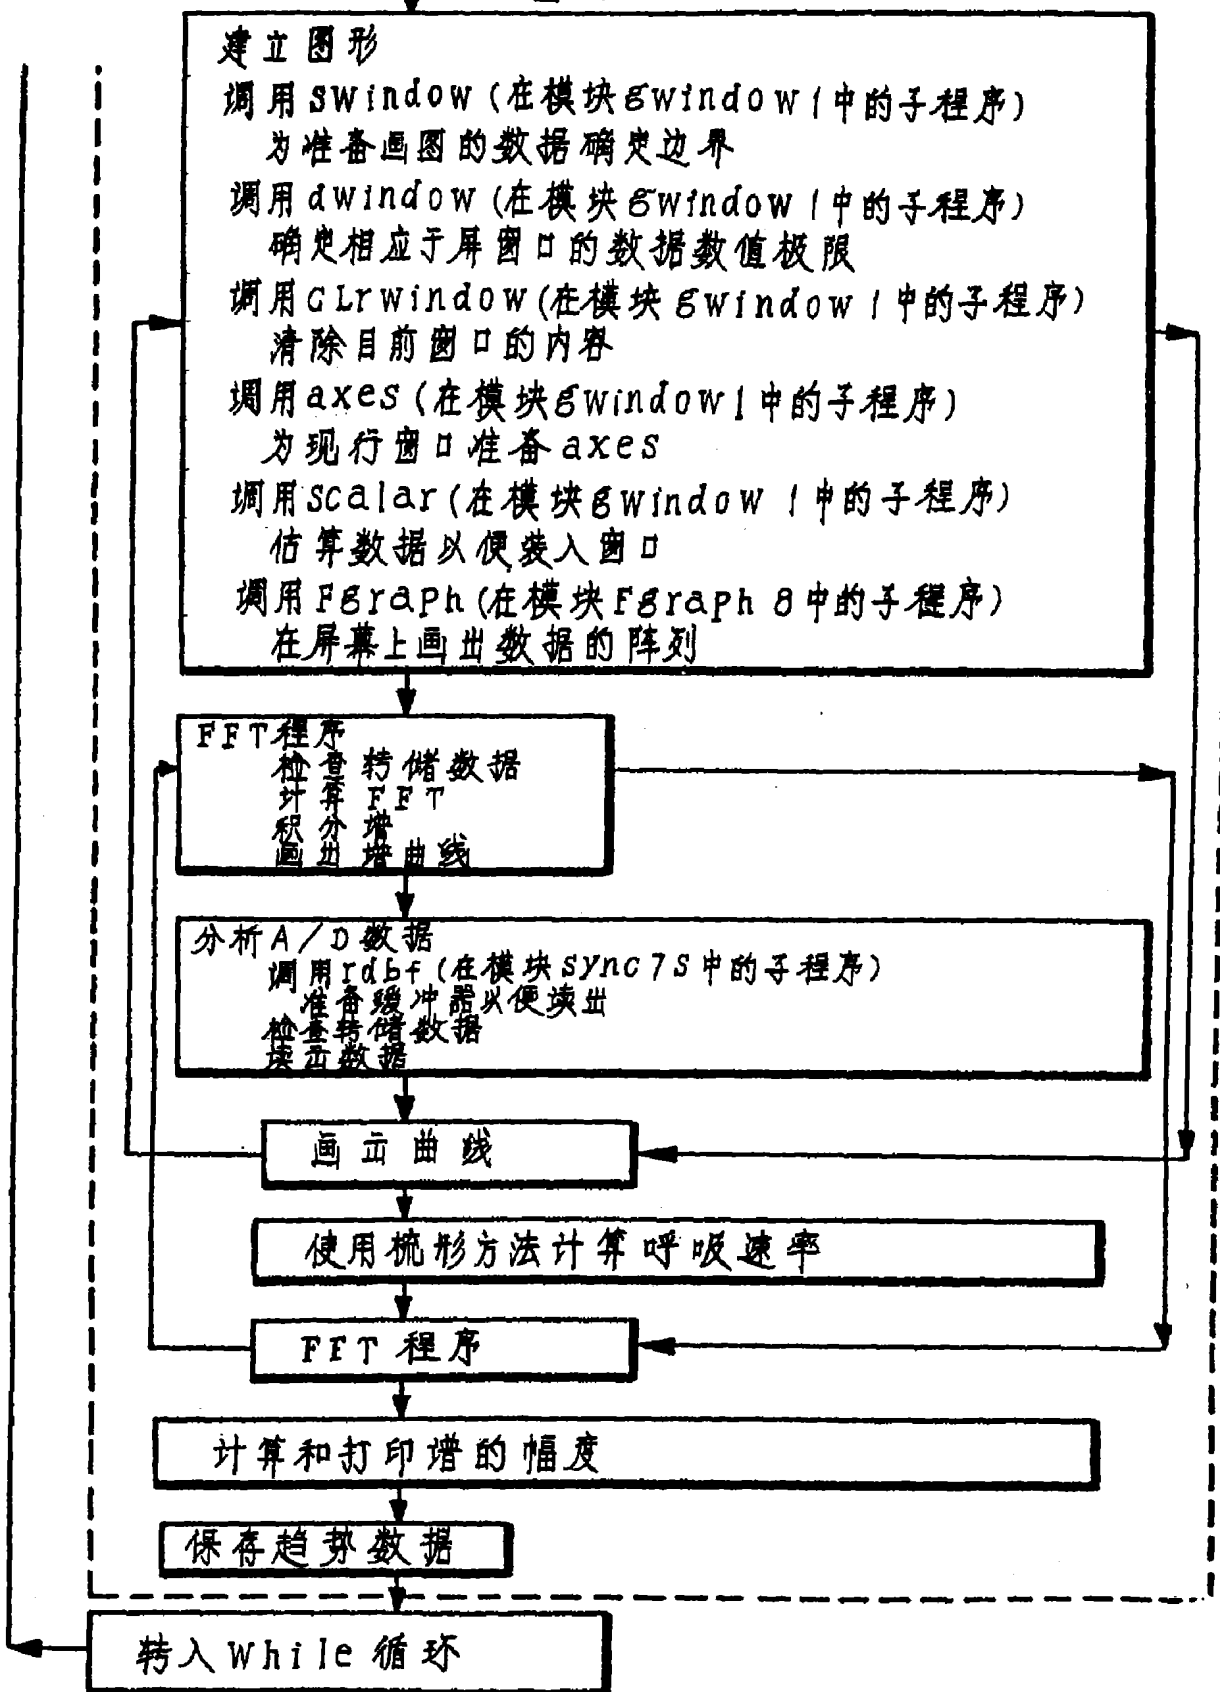 建立图形
调用swindow(在模块gwindow1中的子程序)
为准备画图的数据确定边界
调用dwindow(在模块gwindow1中的子程序)
确定相应于屏窗口的数据数值极限
调用CLrwindow(在模块gwindow1中的子程序)
清除目前窗口的内容
调用axes(在模块gwindow1中的子程序)
为现行窗口准备axes
调用scalar(在模块gwindow1中的子程序)
估算数据以便装入窗口
调用Fgraph(在模块Fgraph8中的子程序)
在屏幕上画出数据的阵列
FFT程序
检查转储数据
计算FFT
积分谱
画出谱曲线
分析A/D数据
调用rdbf(在模块sync7s中的子程序)
准备缓冲器以便读出
检查转储数据
读出数据
画出曲线
使用梳形方法计算呼吸速率
FFT程序
计算和打印谱的幅度
保存趋势数据
转入While循环